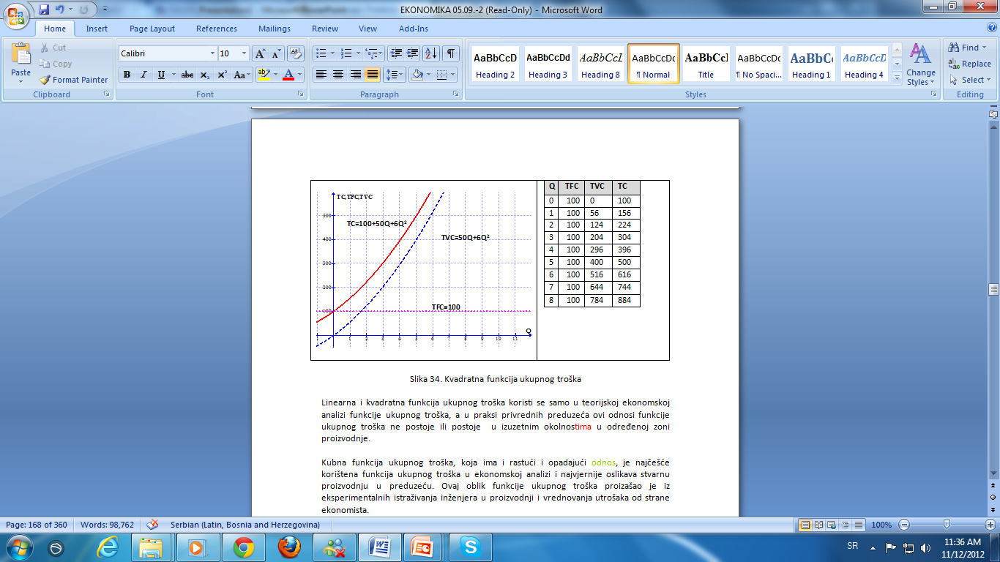 EKONOMIKA 05.09.-2 (Read-Only) - Microsoft Word
Home Insert Page Layout References Mailings Review View Add-Ins
Paste
Cut
Copy
Format Painter
Clipboard
Calibri 10
B I U abc x₂ x² Aa
Font
Paragraph
AaBbCcD AaBbCcDd AaBbCcL AaBbCcDc AaBbCcl AaBbCcDc AaBbCc AaBbCcD
Heading 2 Heading 3 Heading 8 ¶ Normal Title ¶ No Spaci... Heading 1 Heading 4
Change Styles
Styles
Find
Replace
Select
Editing
TC,TFC,TVC
500
400
300
200
100
TC=100+50Q+6Q²
TVC=50Q+6Q²
TFC=100
Q
1 1 2 3 4 5 6 7 8 9 10 11
Q TFC TVC TC
0 100 0 100
1 100 56 156
2 100 124 224
3 100 204 304
4 100 296 396
5 100 400 500
6 100 516 616
7 100 644 744
8 100 784 884
Slika 34. Kvadratna funkcija ukupnog troška
Linearna i kvadratna funkcija ukupnog troška koristi se samo u teorijskoj ekonomskoj
analizi funkcije ukupnog troška, a u praksi privrednih preduzeća ovi odnosi funkcije
ukupnog troška ne postoje ili postoje u izuzetnim okolnostima u određenoj zoni
proizvodnje.
Kubna funkcija ukupnog troška, koja ima i rastući i opadajući odnos, je najčešće
korištena funkcija ukupnog troška u ekonomskoj analizi i najvjernije oslikava stvarnu
proizvodnju u preduzeću. Ovaj oblik funkcije ukupnog troška proizašao je iz
eksperimentalnih istraživanja inženjera u proizvodnji i vrednovanja utrošaka od strane
ekonomista.
Page: 168 of 360 Words: 98,762 Serbian (Latin, Bosnia and Herzegovina) 100%
SR 11:36 AM
11/12/2012